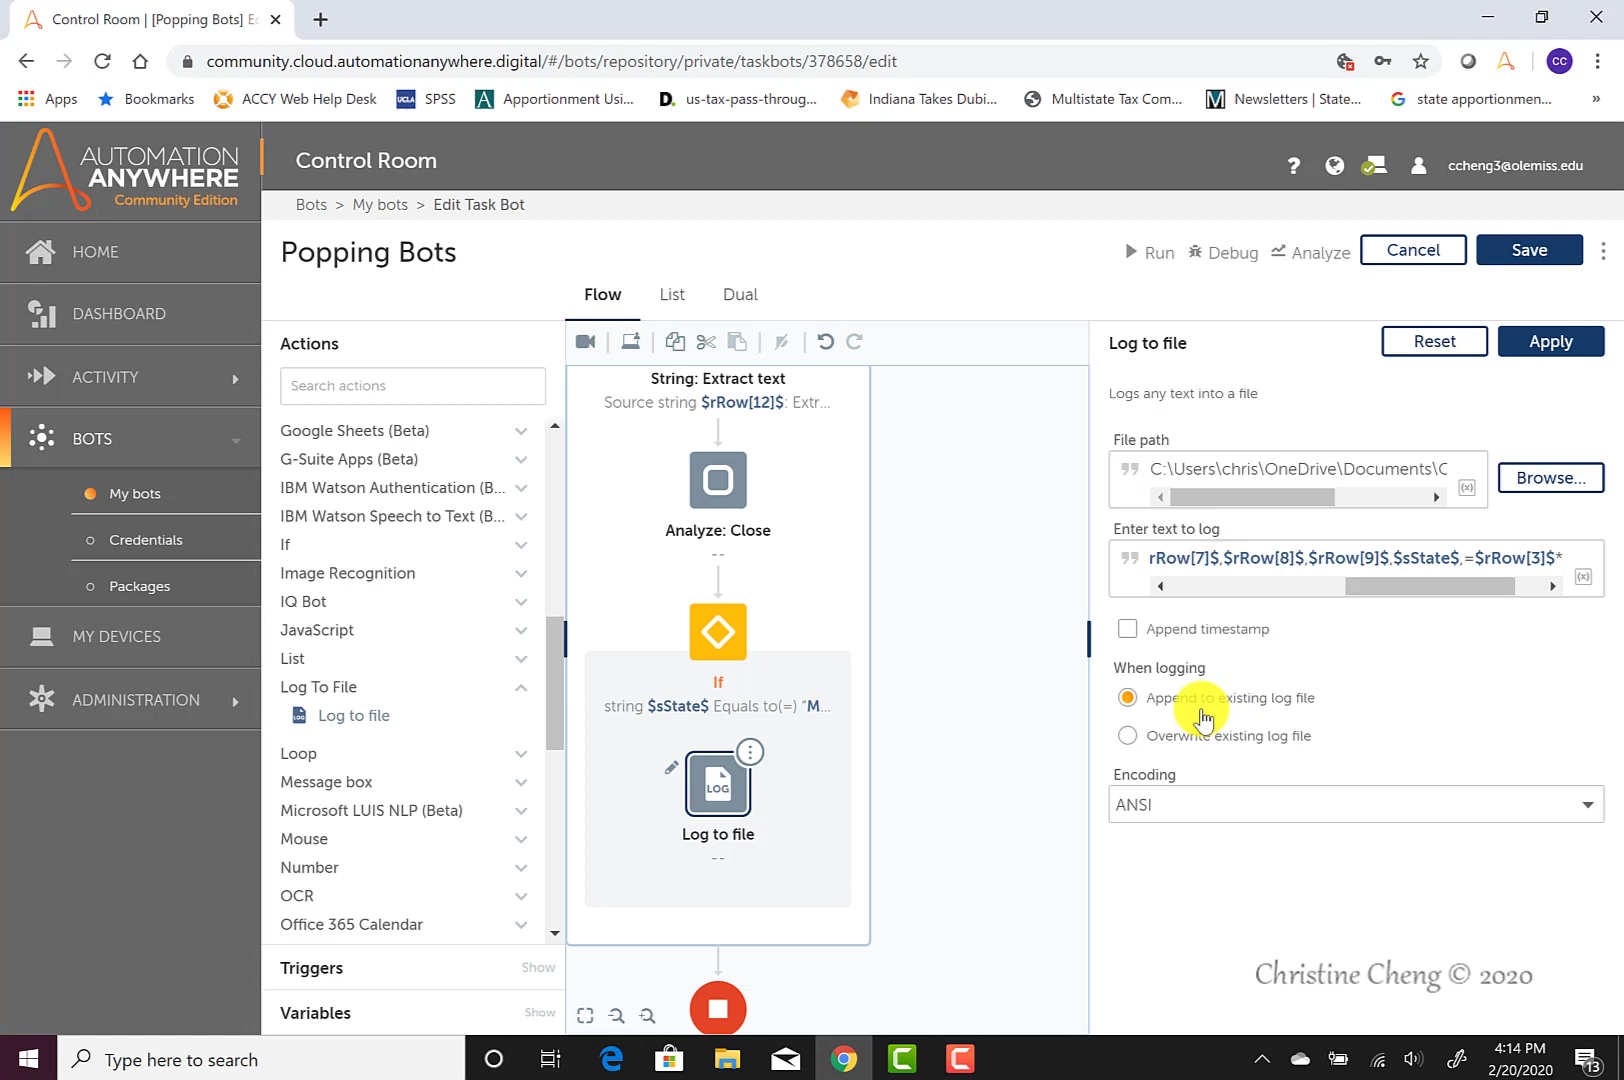 Control Room | [Popping Bots] Ec
community.cloud.automationanywhere.digital/#/bots/repository/private/taskbots/378658/edit
CC
Apps
Bookmarks
ACCY Web Help Desk
UCLA SPSS
Apportionment Usi...
us-tax-pass-throug...
Indiana Takes Dubi...
Multistate Tax Com...
Newsletters | State...
state apportionmen...
»
AUTOMATION
ANYWHERE
Community Edition
Control Room
ccheng3@olemiss.edu
Bots > My bots > Edit Task Bot
HOME
DASHBOARD
ACTIVITY
BOTS
My bots
Credentials
Packages
MY DEVICES
ADMINISTRATION
Popping Bots
Run
Debug
Analyze
Cancel
Save
Flow
List
Dual
Actions
Search actions
Google Sheets (Beta)
G-Suite Apps (Beta)
IBM Watson Authentication (B...
IBM Watson Speech to Text (B...
If
Image Recognition
IQ Bot
JavaScript
List
Log To File
Log to file
Loop
Message box
Microsoft LUIS NLP (Beta)
Mouse
Number
OCR
Office 365 Calendar
Triggers Show
Variables Show
String: Extract text
Source string $rRow[12]$: Extr...
Analyze: Close
--
If
string $sState$ Equals to(=) “M...
LOG
Log to file
--
Log to file
Reset
Apply
Logs any text into a file
File path
C:\Users\chris\OneDrive\Documents\C
(x)
Browse...
Enter text to log
rRow[7]$,$rRow[8]$,$rRow[9]$,$sState$,=$rRow[3]$*
(x)
Append timestamp
When logging
Append to existing log file
Overwrite existing log file
Encoding
ANSI
Christine Cheng © 2020
Type here to search
4:14 PM
2/20/2020
13